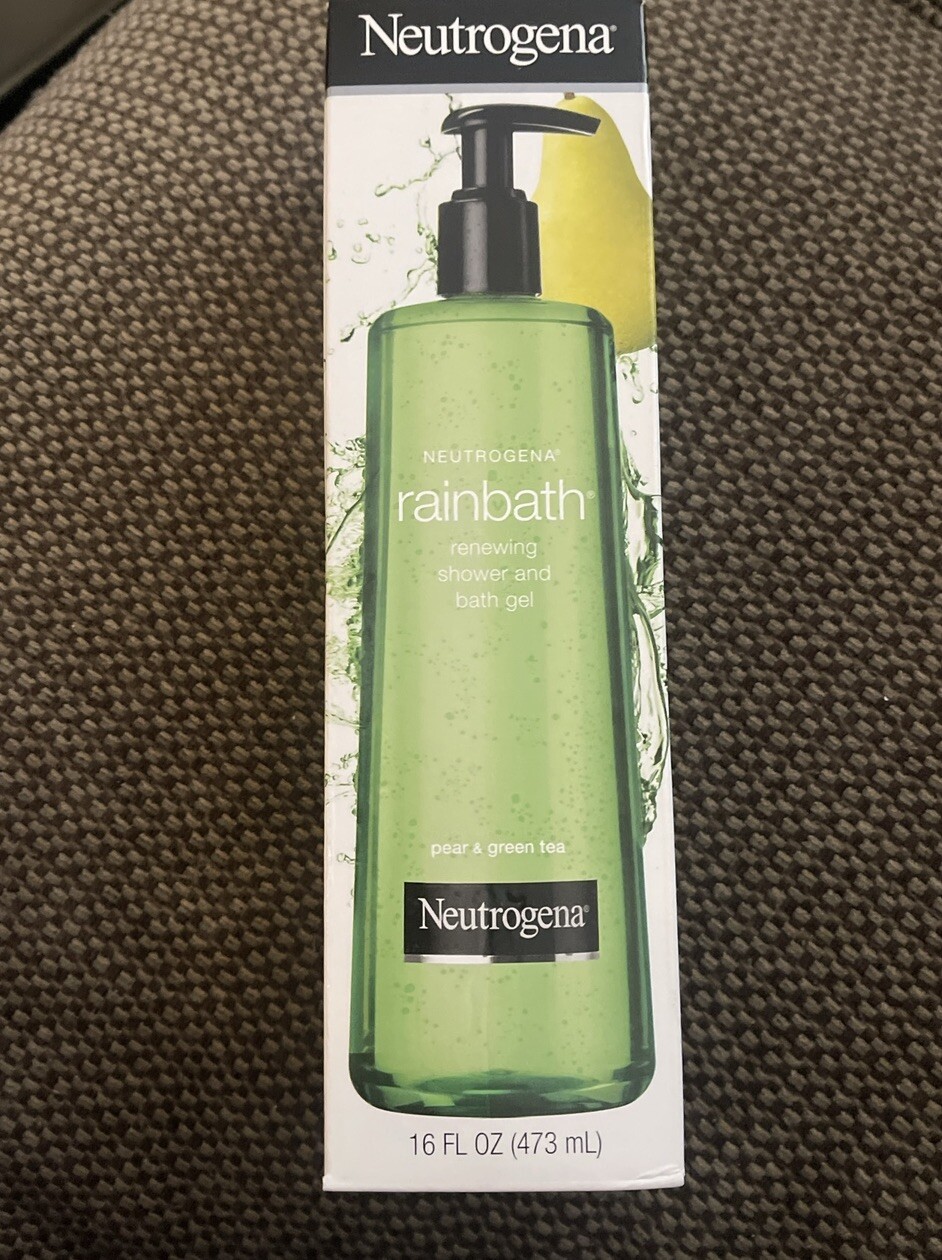 Neutrogena®
NEUTROGENA®
rainbath®
renewing
shower and
bath gel
pear & green tea
Neutrogena®
16 FL OZ (473 mL)